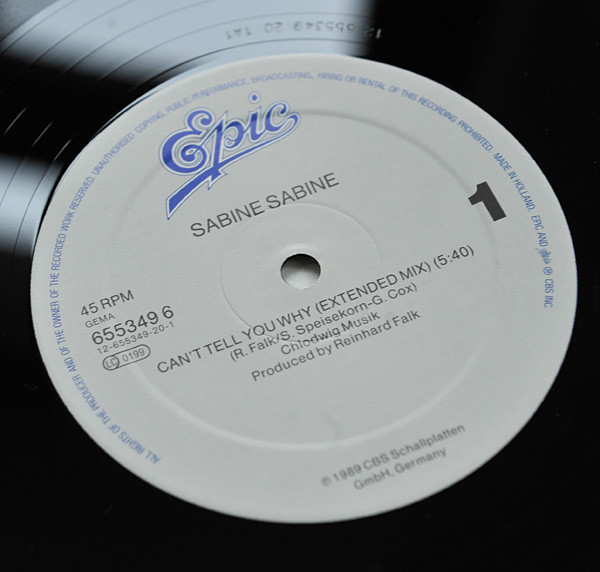 12 655349 20 1A1
ALL RIGHTS OF THE PRODUCER AND OF THE OWNER OF THE RECORDED WORK RESERVED. UNAUTHORISED COPYING, PUBLIC PERFORMANCE, BROADCASTING, HIRING OR RENTAL OF THIS RECORDING PROHIBITED. MADE IN HOLLAND. EPIC AND Epic ® CBS INC.
Epic
SABINE SABINE
1
45 RPM
GEMA
655349 6
12-655349-20-1
LC 0199
CAN'T TELL YOU WHY (EXTENDED MIX) (5:40)
(R. Falk/S. Speisekorn-G. Cox)
Chlodwig Musik
Produced by Reinhard Falk
℗ 1989 CBS Schallplatten
GmbH, Germany